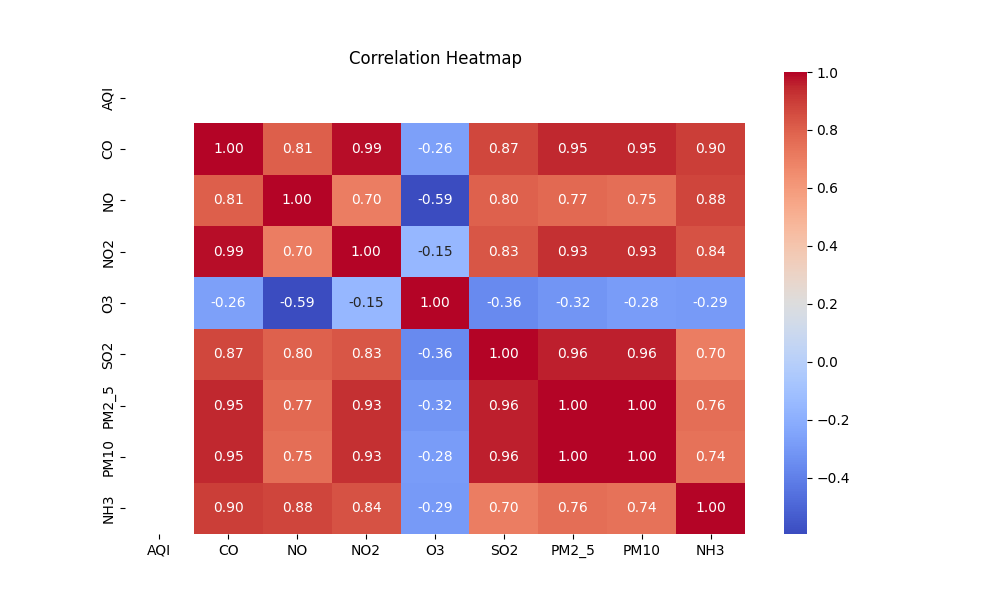 Correlation Heatmap
AQI
CO 1.00 0.81 0.99 -0.26 0.87 0.95 0.95 0.90
NO 0.81 1.00 0.70 -0.59 0.80 0.77 0.75 0.88
NO2 0.99 0.70 1.00 -0.15 0.83 0.93 0.93 0.84
O3 -0.26 -0.59 -0.15 1.00 -0.36 -0.32 -0.28 -0.29
SO2 0.87 0.80 0.83 -0.36 1.00 0.96 0.96 0.70
PM2_5 0.95 0.77 0.93 -0.32 0.96 1.00 1.00 0.76
PM10 0.95 0.75 0.93 -0.28 0.96 1.00 1.00 0.74
NH3 0.90 0.88 0.84 -0.29 0.70 0.76 0.74 1.00
AQI CO NO NO2 O3 SO2 PM2_5 PM10 NH3
1.0
0.8
0.6
0.4
0.2
0.0
−0.2
−0.4